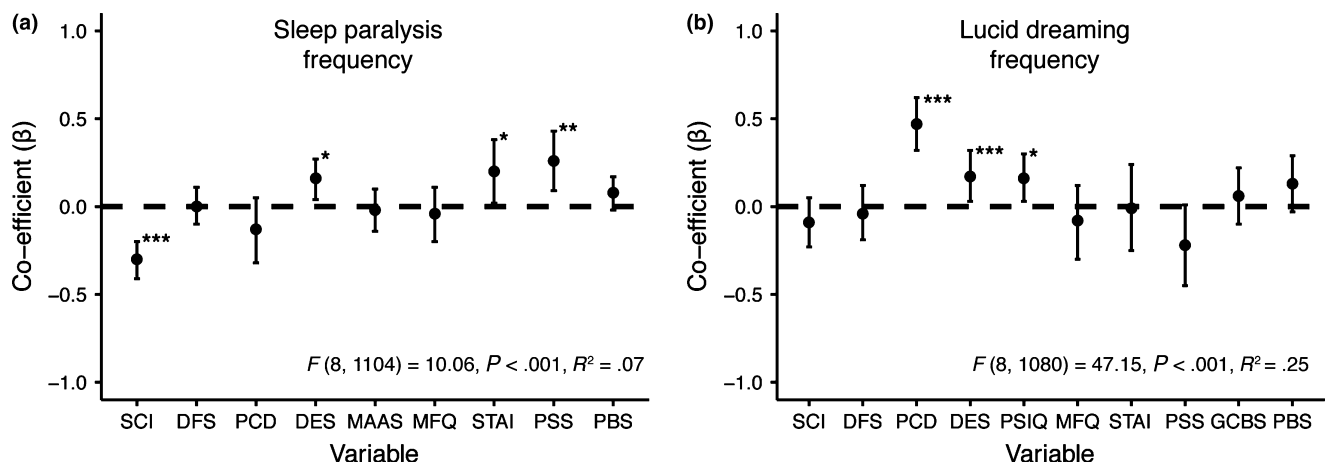 (a)
Sleep paralysis
frequency
1.0
0.5
0.0
−0.5
−1.0
Co−efficient (β)
***
*
*
**
F (8, 1104) = 10.06, P < .001, R² = .07
SCI DFS PCD DES MAAS MFQ STAI PSS PBS
Variable
(b)
Lucid dreaming
frequency
1.0
0.5
0.0
−0.5
−1.0
Co−efficient (β)
***
***
*
F (8, 1080) = 47.15, P < .001, R² = .25
SCI DFS PCD DES PSIQ MFQ STAI PSS GCBS PBS
Variable